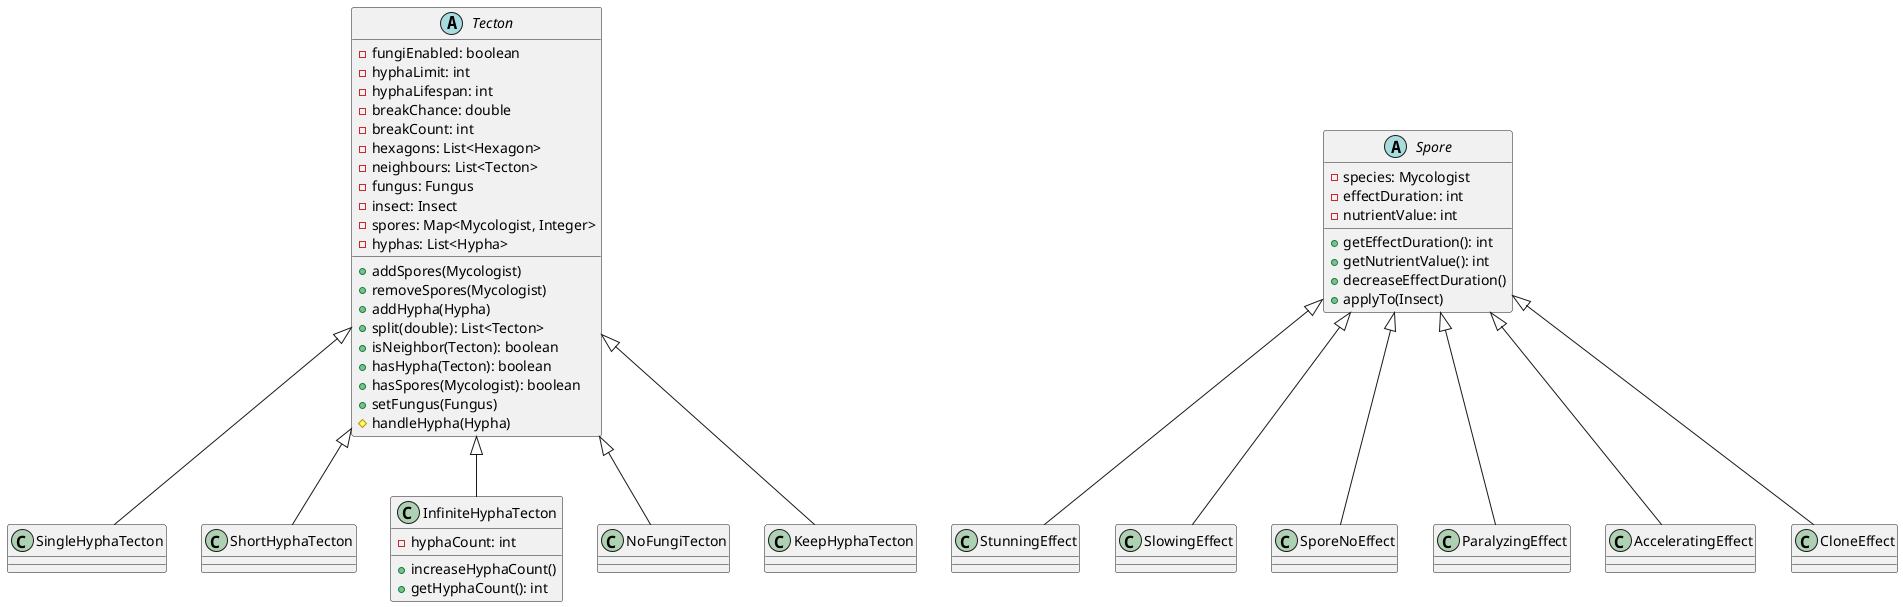 A Tecton
fungiEnabled: boolean
hyphaLimit: int
hyphaLifespan: int
breakChance: double
breakCount: int
hexagons: List<Hexagon>
neighbours: List<Tecton>
fungus: Fungus
insect: Insect
spores: Map<Mycologist, Integer>
hyphas: List<Hypha>
addSpores(Mycologist)
removeSpores(Mycologist)
addHypha(Hypha)
split(double): List<Tecton>
isNeighbor(Tecton): boolean
hasHypha(Tecton): boolean
hasSpores(Mycologist): boolean
setFungus(Fungus)
handleHypha(Hypha)
A Spore
species: Mycologist
effectDuration: int
nutrientValue: int
getEffectDuration(): int
getNutrientValue(): int
decreaseEffectDuration()
applyTo(Insect)
C SingleHyphaTecton
C ShortHyphaTecton
C InfiniteHyphaTecton
hyphaCount: int
increaseHyphaCount()
getHyphaCount(): int
C NoFungiTecton
C KeepHyphaTecton
C StunningEffect
C SlowingEffect
C SporeNoEffect
C ParalyzingEffect
C AcceleratingEffect
C CloneEffect